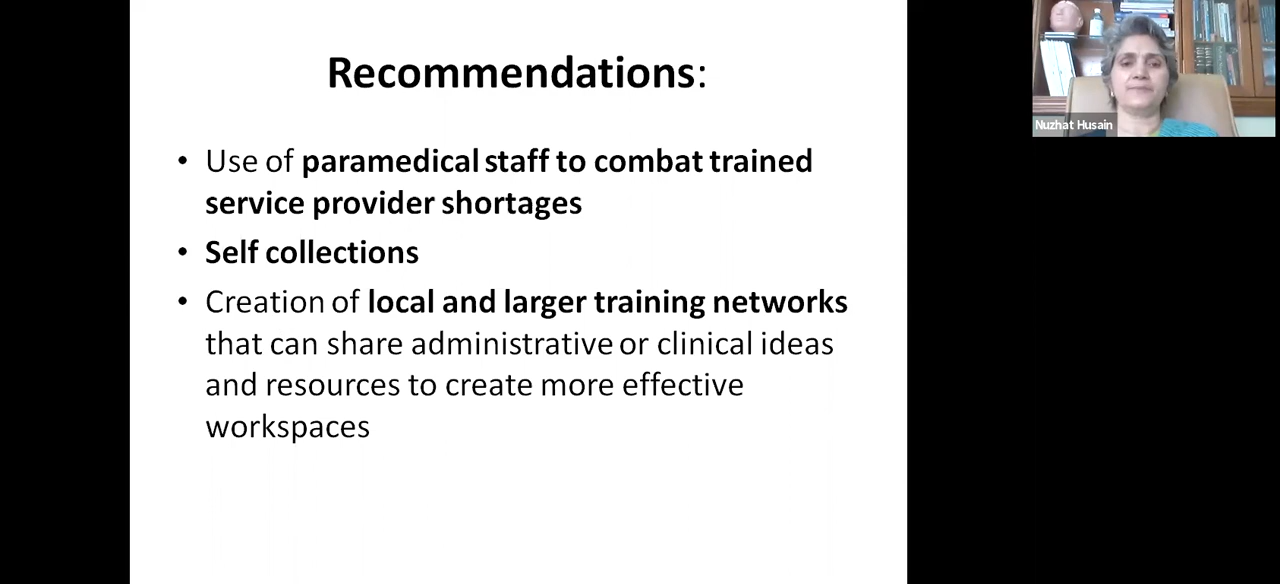 Recommendations:
• Use of paramedical staff to combat trained
service provider shortages
• Self collections
• Creation of local and larger training networks
that can share administrative or clinical ideas
and resources to create more effective
workspaces
Nuzhat Husain